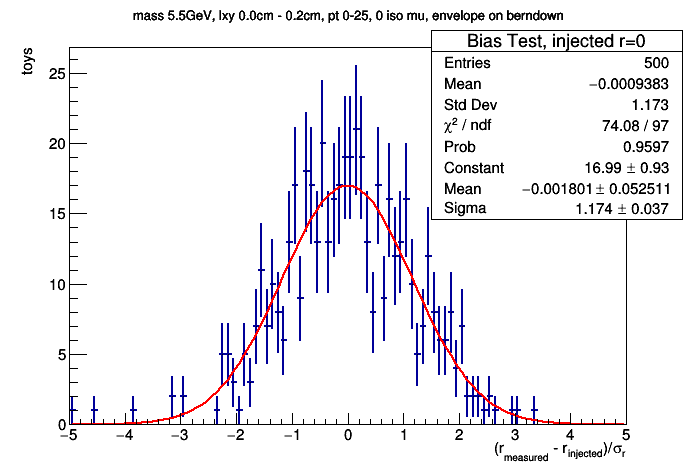 mass 5.5GeV, lxy 0.0cm - 0.2cm, pt 0-25, 0 iso mu, envelope on berndown
toys
Bias Test, injected r=0
Entries 500
Mean −0.0009383
Std Dev 1.173
χ² / ndf 74.08 / 97
Prob 0.9597
Constant 16.99 ± 0.93
Mean −0.001801 ± 0.052511
Sigma 1.174 ± 0.037
25
20
15
10
5
0
−5 −4 −3 −2 −1 0 1 2 3 4 5
(r_measured - r_injected)/σ_r